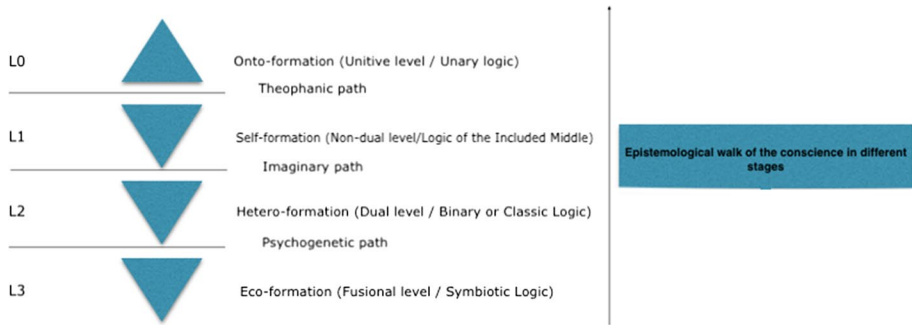 L0
Onto-formation (Unitive level / Unary logic)
Theophanic path
L1
Self-formation (Non-dual level/Logic of the Included Middle)
Imaginary path
L2
Hetero-formation (Dual level / Binary or Classic Logic)
Psychogenetic path
L3
Eco-formation (Fusional level / Symbiotic Logic)
Epistemological walk of the conscience in different
stages